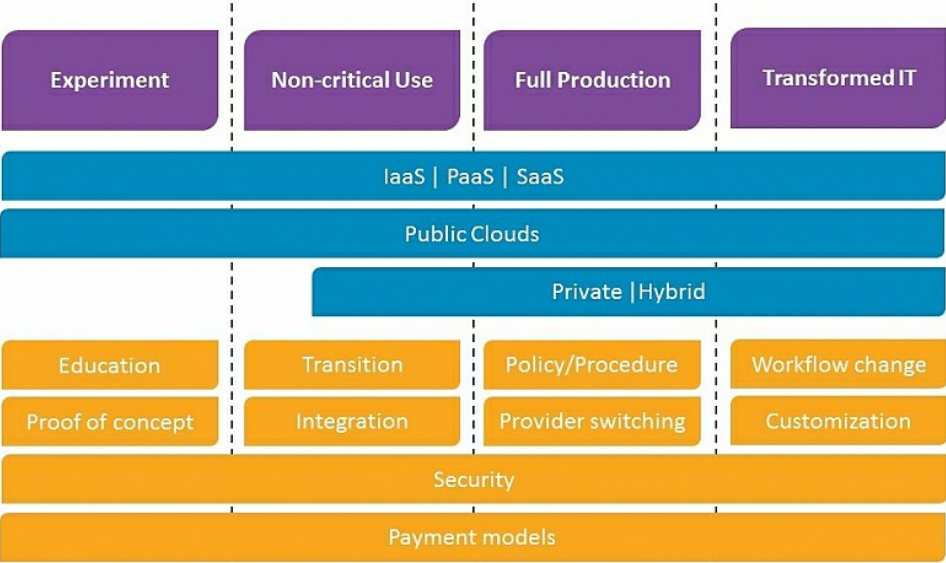 Experiment
Non-critical Use
Full Production
Transformed IT
IaaS | PaaS | SaaS
Public Clouds
Private |Hybrid
Education
Transition
Policy/Procedure
Workflow change
Proof of concept
Integration
Provider switching
Customization
Security
Payment models